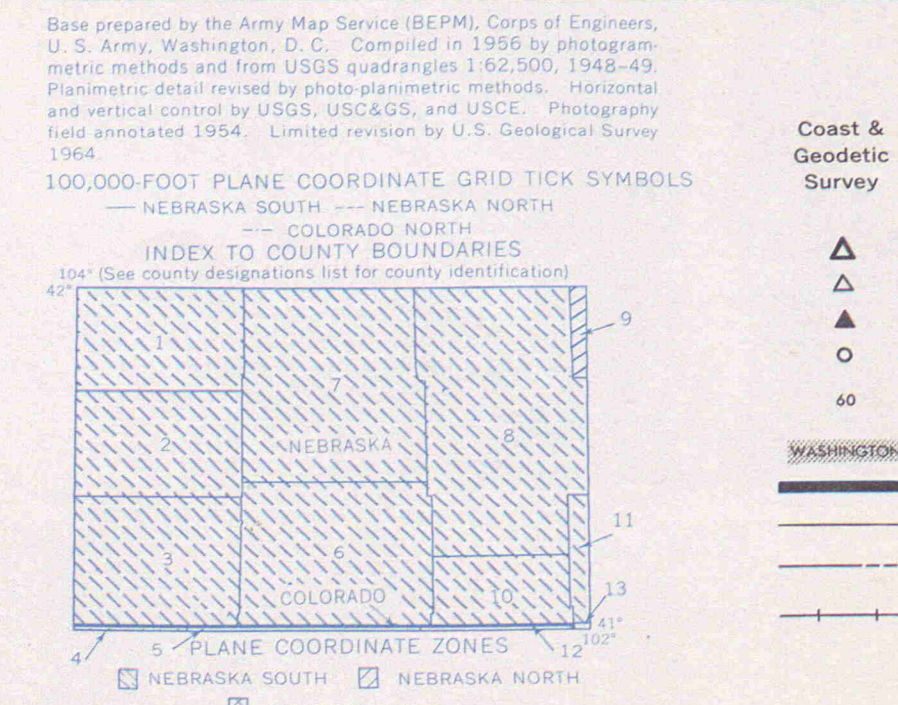 Base prepared by the Army Map Service (BEPM), Corps of Engineers,
U. S. Army, Washington, D. C. Compiled in 1956 by photogram-
metric methods and from USGS quadrangles 1:62,500, 1948–49.
Planimetric detail revised by photo-planimetric methods. Horizontal
and vertical control by USGS, USC&GS, and USCE. Photography
field annotated 1954. Limited revision by U.S. Geological Survey
1964.
100,000-FOOT PLANE COORDINATE GRID TICK SYMBOLS
NEBRASKA SOUTH --- NEBRASKA NORTH
COLORADO NORTH
INDEX TO COUNTY BOUNDARIES
104° (See county designations list for county identification)
42°
9
1
7
2
NEBRASKA
8
11
3
6
COLORADO
10
13
41°
102°
4
5
PLANE COORDINATE ZONES
12
NEBRASKA SOUTH
NEBRASKA NORTH
Coast &
Geodetic
Survey
60
WASHINGTON